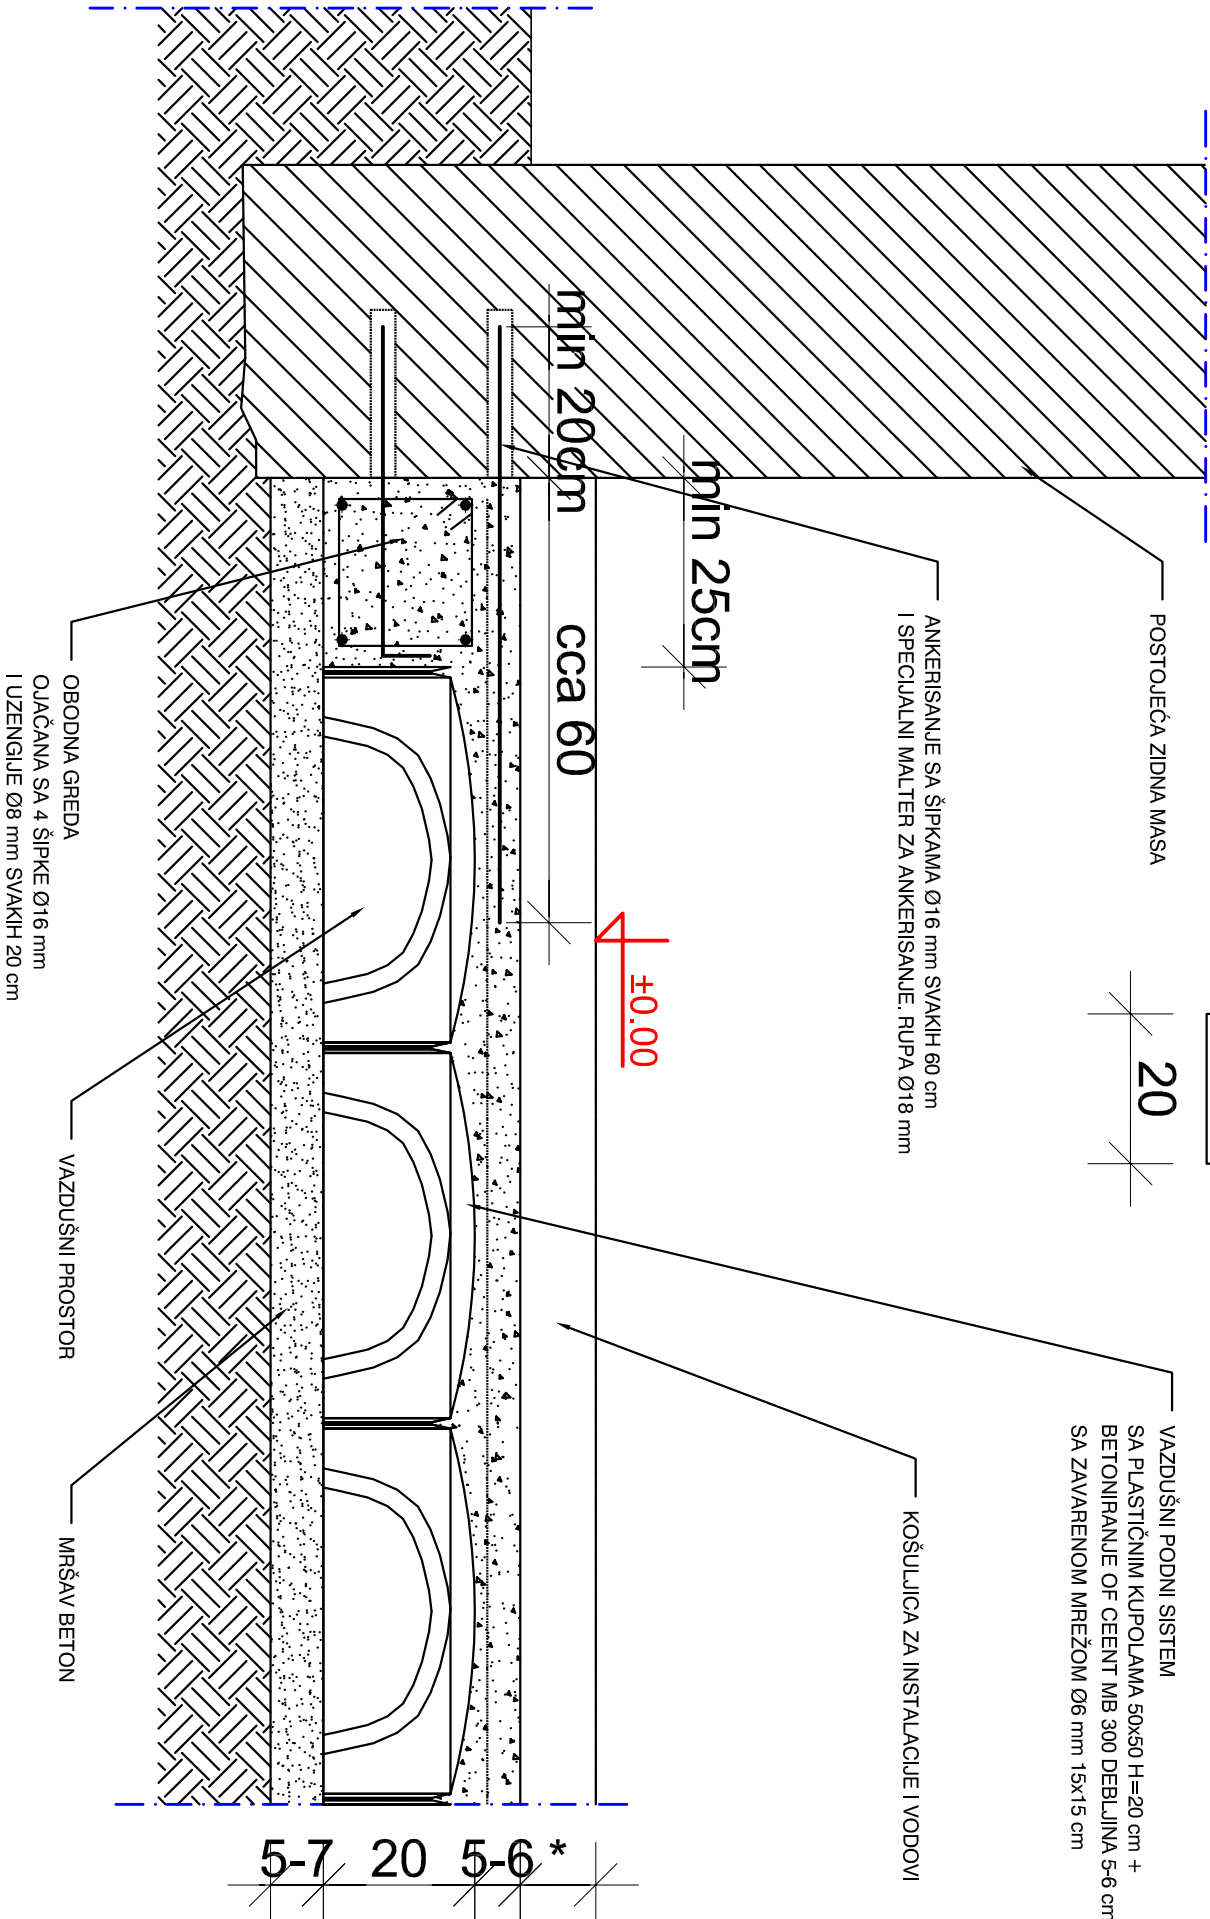 POSTOJEĆA ZIDNA MASA
20
VAZDUŠNI PODNI SISTEM
SA PLASTIČNIM KUPOLAMA 50x50 H=20 cm +
BETONIRANJE OF CEENT MB 300 DEBLJINA 5-6 cm
SA ZAVARENOM MREŽOM Ø6 mm 15x15 cm
ANKERISANJE SA ŠIPKAMA Ø16 mm SVAKIH 60 cm
I SPECIJALNI MALTER ZA ANKERISANJE RUPA Ø18 mm
KOŠULJICA ZA INSTALACIJE I VODOVI
min 25cm
±0.00
min 20cm
cca 60
*
5-6
20
5-7
OBODNA GREDA
OJAČANA SA 4 ŠIPKE Ø16 mm
I UZENGIJE Ø8 mm SVAKIH 20 cm
VAZDUŠNI PROSTOR
MRŠAV BETON